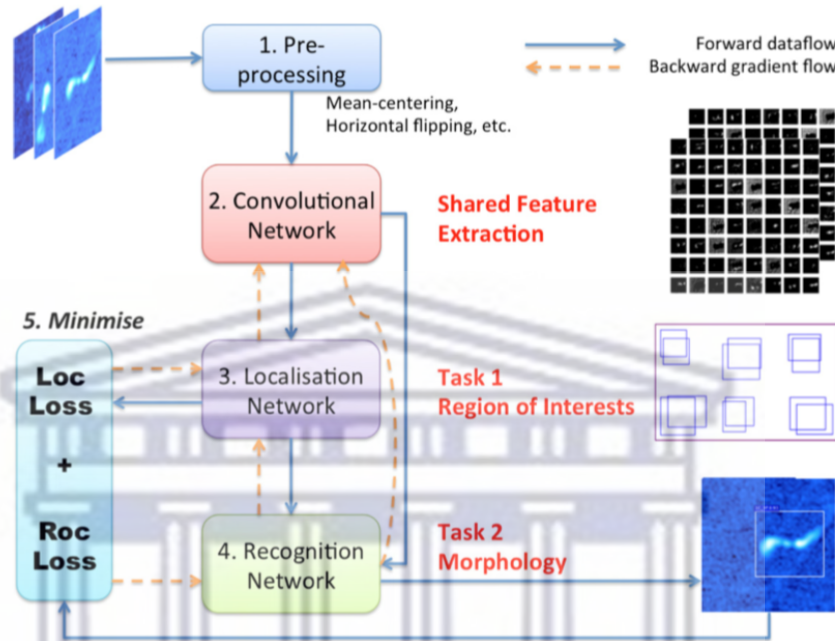 1. Pre-
processing
Forward dataflow
Backward gradient flow
Mean-centering,
Horizontal flipping, etc.
2. Convolutional
Network
Shared Feature
Extraction
5. Minimise
Loc
Loss
+
Roc
Loss
3. Localisation
Network
Task 1
Region of Interests
4. Recognition
Network
Task 2
Morphology